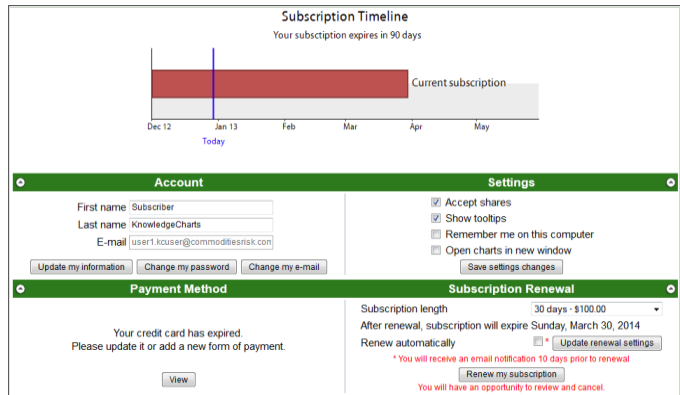 Subscription Timeline
Your subsctiption expires in 90 days
Current subscription
Dec 12 Jan 13 Feb Mar Apr May
Today
Account
First name Subscriber
Last name KnowledgeCharts
E-mail user1.kcuser@commoditiesrisk.con
Update my information Change my password Change my e-mail
Settings
Accept shares
Show tooltips
Remember me on this computer
Open charts in new window
Save settings changes
Payment Method
Your credit card has expired.
Please update it or add a new form of payment.
View
Subscription Renewal
Subscription length 30 days - $100.00
After renewal, subscription will expire Sunday, March 30, 2014
Renew automatically * Update renewal settings
* You will receive an email notification 10 days prior to renewal
Renew my subscription
You will have an opportunity to review and cancel.